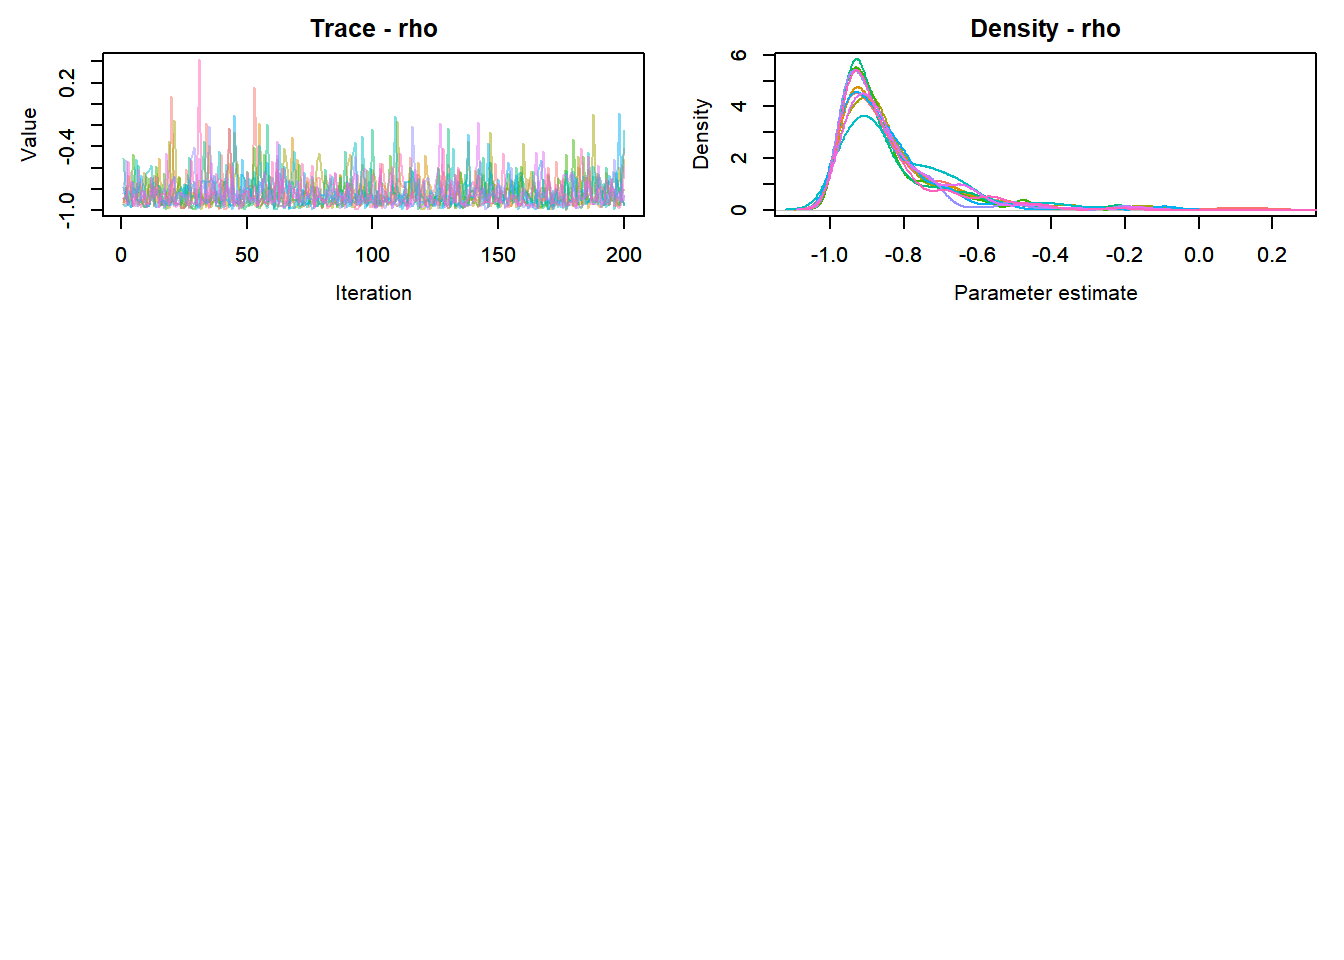 Trace - rho
Value
0.2
-0.4
-1.0
0 50 100 150 200
Iteration
Density - rho
Density
6
4
2
0
-1.0 -0.8 -0.6 -0.4 -0.2 0.0 0.2
Parameter estimate